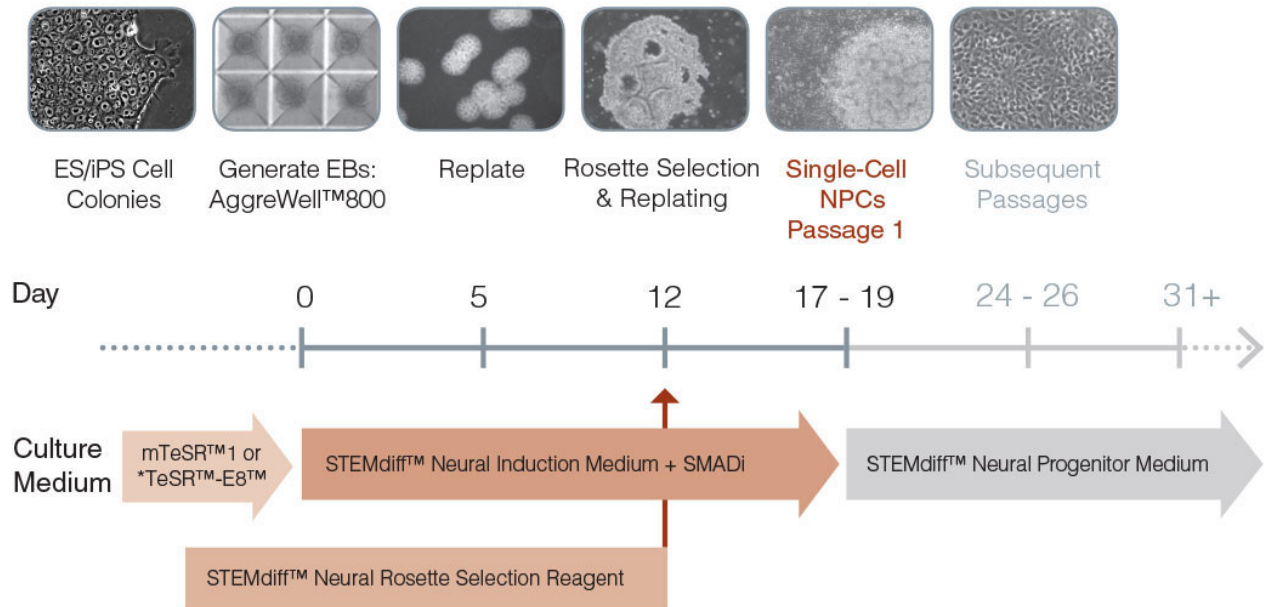 ES/iPS Cell
Colonies
Generate EBs:
AggreWell™800
Replate
Rosette Selection
& Replating
Single-Cell
NPCs
Passage 1
Subsequent
Passages
Day
0
5
12
17 - 19
24 - 26
31+
Culture
Medium
mTeSR™1 or
*TeSR™-E8™
STEMdiff™ Neural Induction Medium + SMADi
STEMdiff™ Neural Progenitor Medium
STEMdiff™ Neural Rosette Selection Reagent